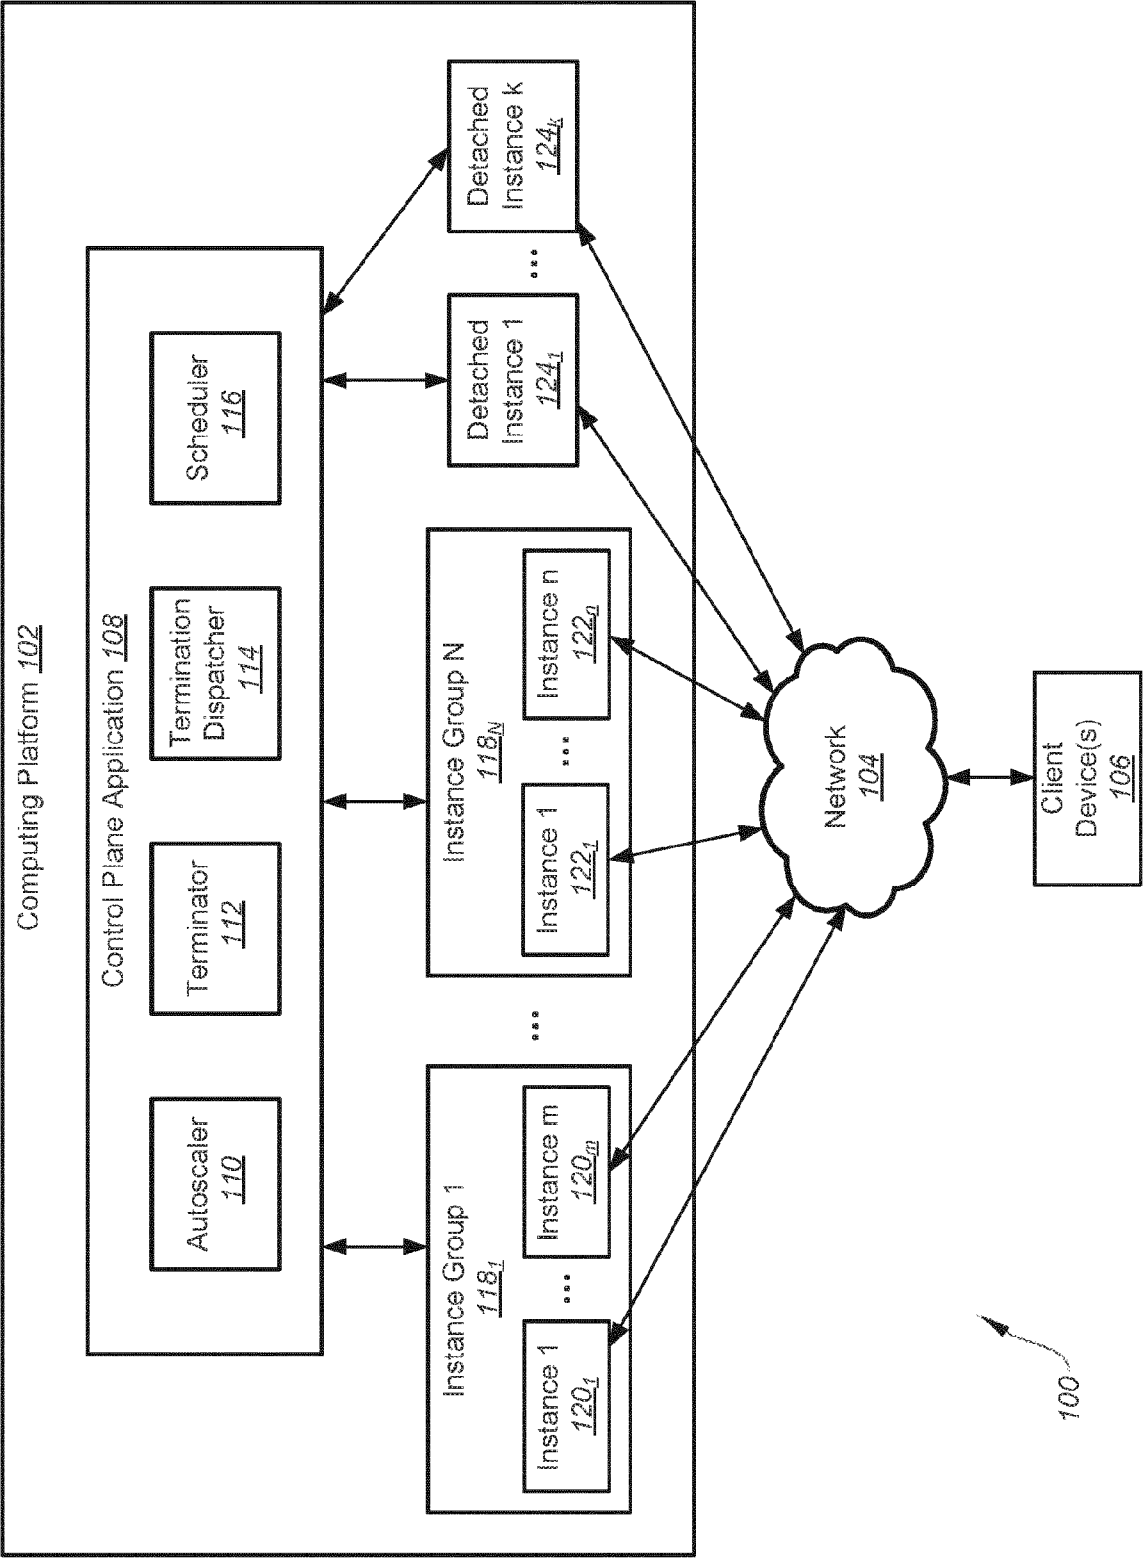 Computing Platform 102
Control Plane Application 108
Autoscaler
110
Terminator
112
Termination
Dispatcher
114
Scheduler
116
Instance Group 1
118₁
Instance 1
120₁
...
Instance m
120ₘ
...
Instance Group N
118_N
Instance 1
122₁
...
Instance n
122ₙ
Detached
Instance 1
124₁
...
Detached
Instance k
124ₖ
Network
104
Client
Device(s)
106
100